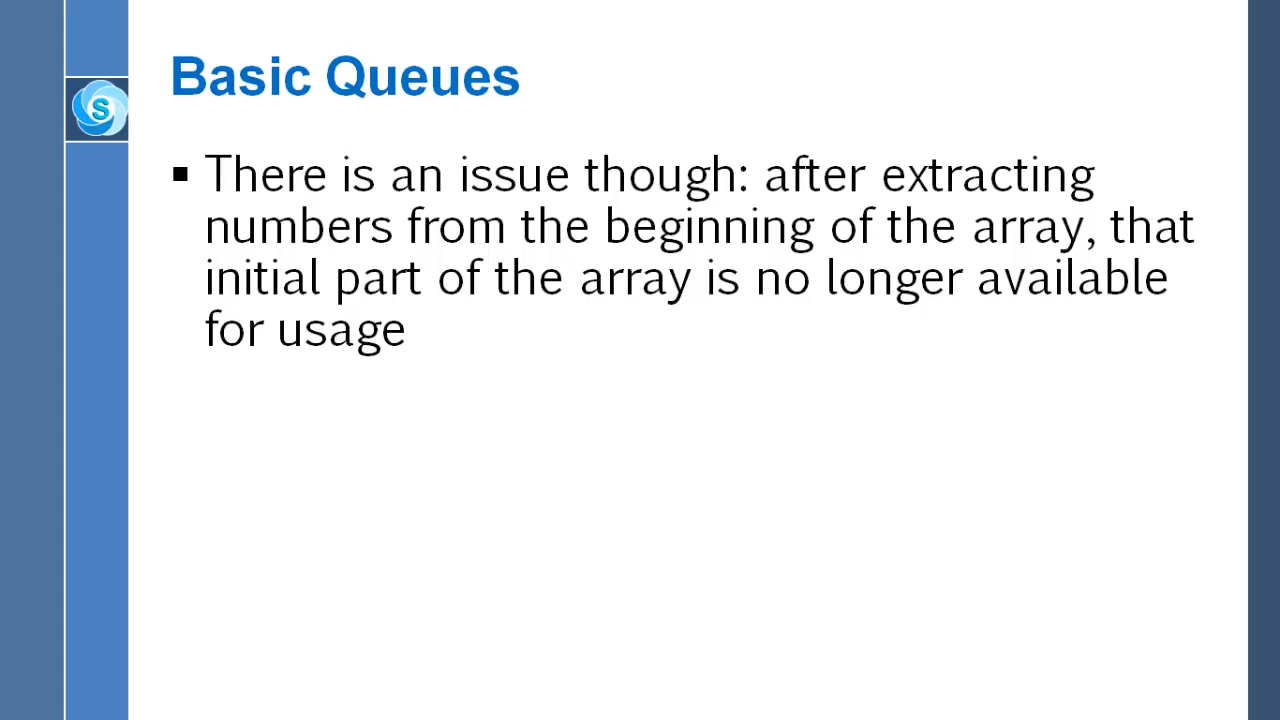 Basic Queues
S
▪ There is an issue though: after extracting
numbers from the beginning of the array, that
initial part of the array is no longer available
for usage